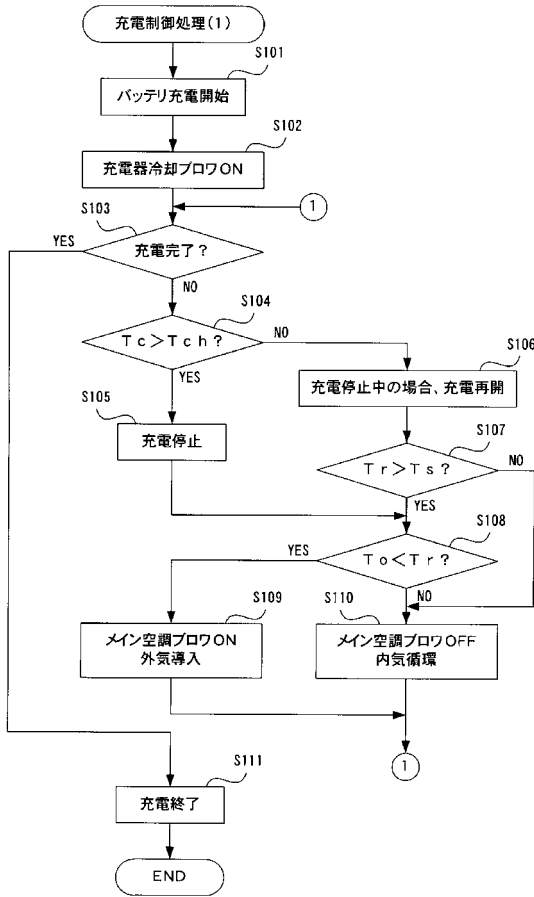 充電制御処理(1)
S101
バッテリ充電開始
S102
充電器冷却ブロワON
1
S103
YES
充電完了？
NO
S104
Tc＞Tch？
NO
YES
S105
充電停止
S106
充電停止中の場合、充電再開
S107
Tr＞Ts？
NO
YES
S108
YES
To＜Tr？
NO
S109
メイン空調ブロワON
外気導入
S110
メイン空調ブロワOFF
内気循環
1
S111
充電終了
END